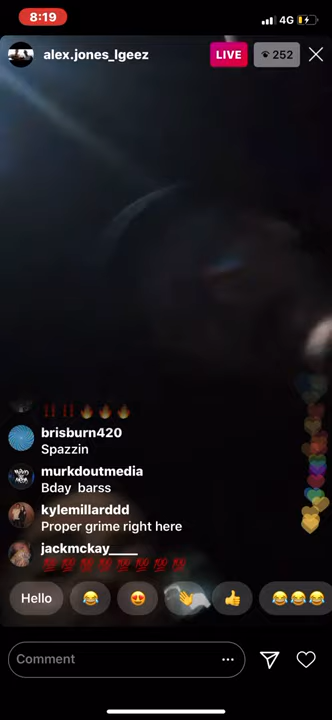 8:19
4G
alex.jones_lgeez
LIVE
252
‼️‼️🔥🔥🔥
brisburn420
Spazzin
murkdoutmedia
Bday barss
kylemillarddd
Proper grime right here
jackmckay____
💯💯💯💯💯💯💯💯
Hello
Comment